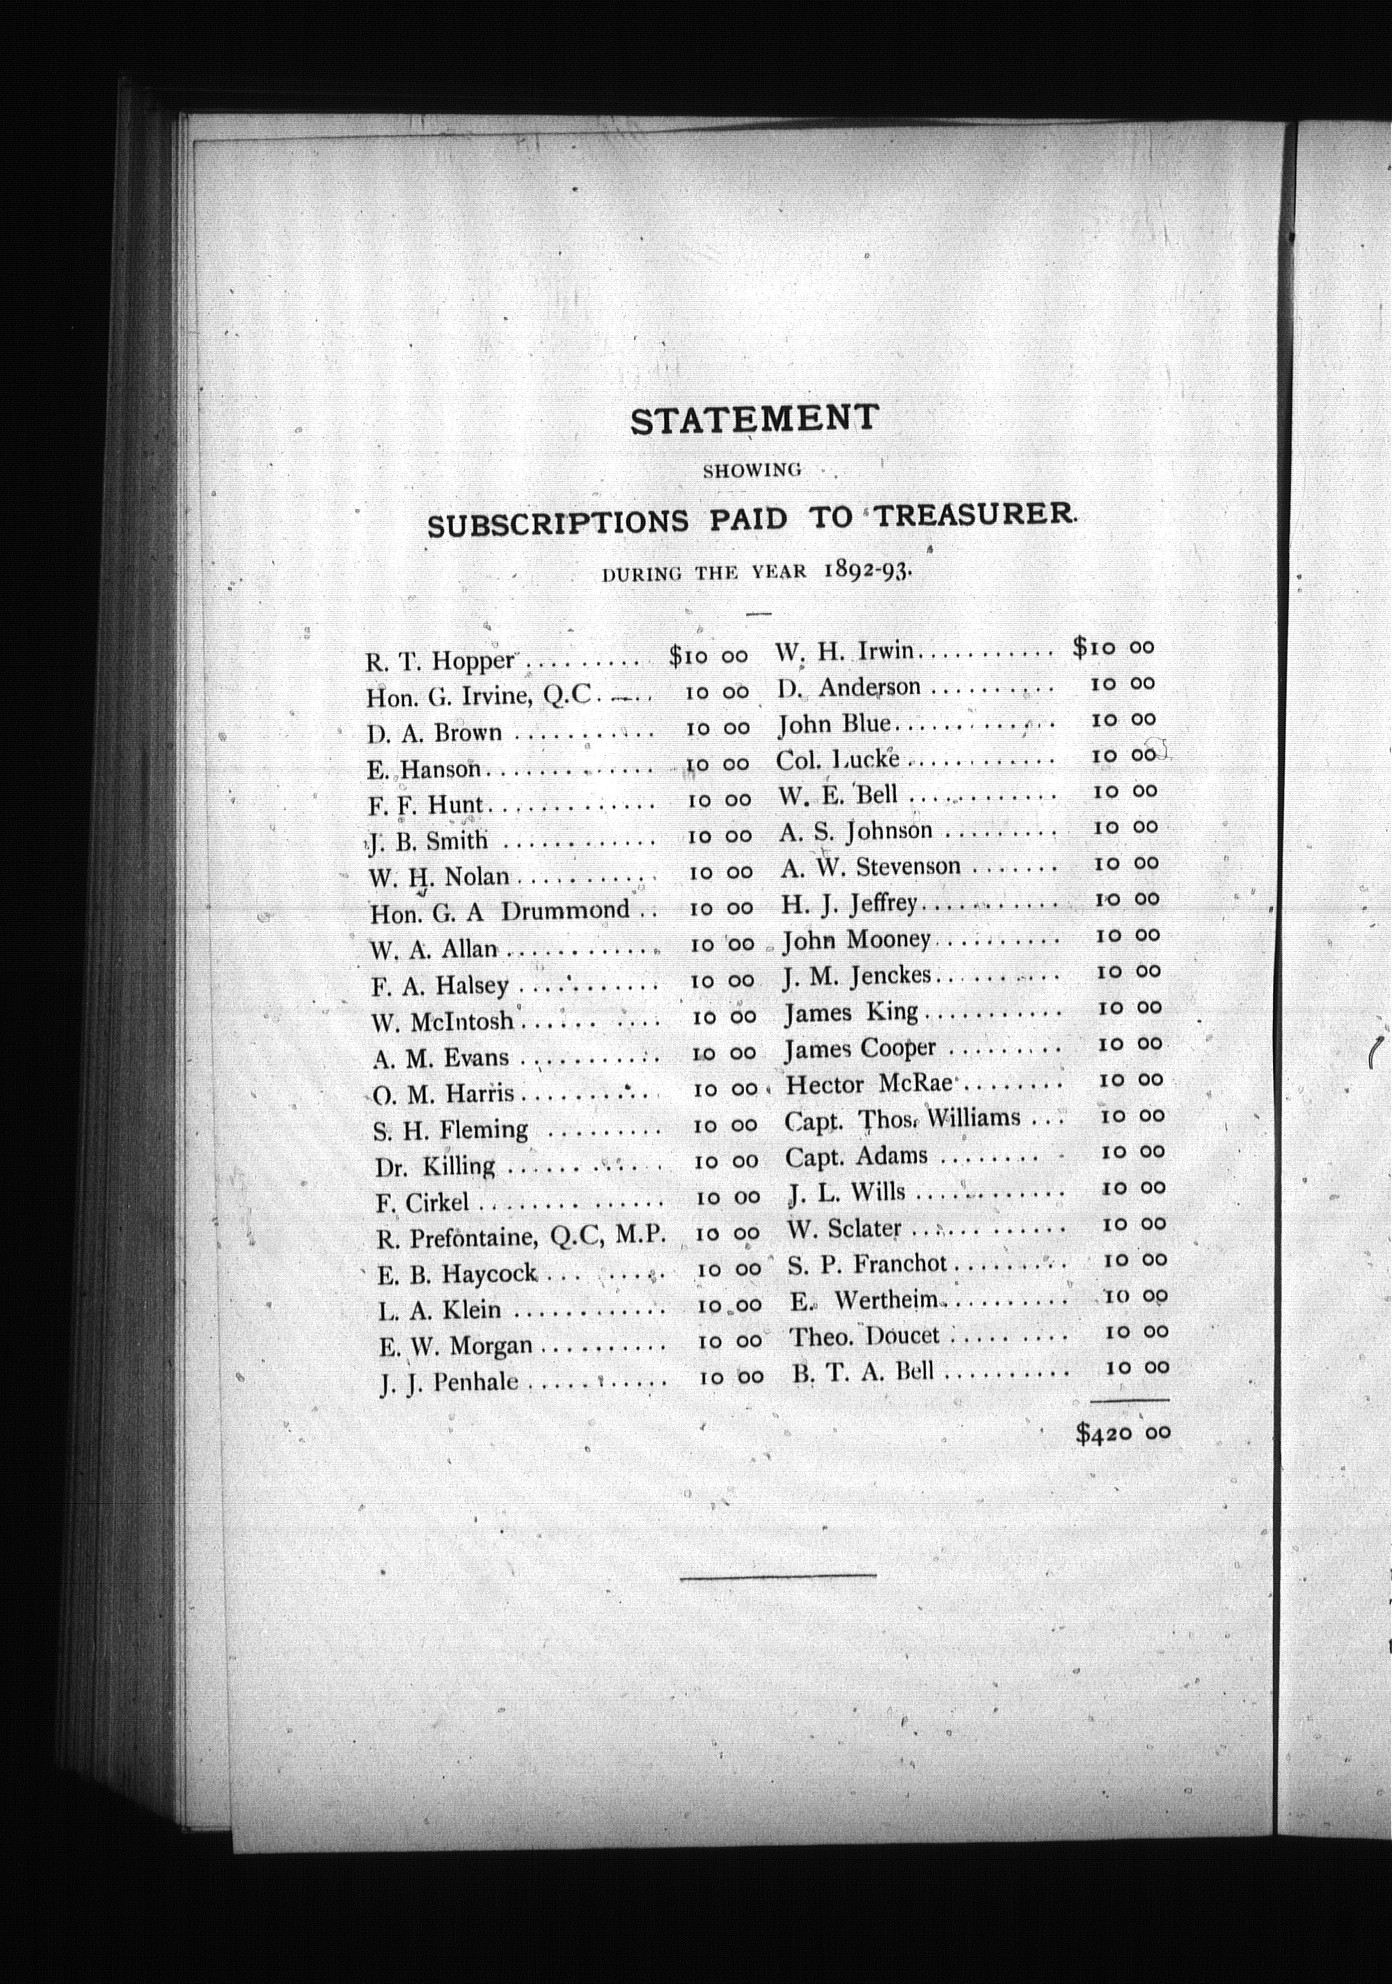 STATEMENT
SHOWING
SUBSCRIPTIONS PAID TO TREASURER.
DURING THE YEAR 1892-93.
R. T. Hopper.......... $10 00 W. H. Irwin........... $10 00
Hon. G. Irvine, Q.C..... 10 00 D. Anderson .......... 10 00
D. A. Brown ........... 10 00 John Blue............. 10 00
E. Hanson............. 10 00 Col. Lucke............ 10 00
F. F. Hunt............. 10 00 W. E. Bell ............ 10 00
J. B. Smith ............ 10 00 A. S. Johnson ......... 10 00
W. H. Nolan........... 10 00 A. W. Stevenson ....... 10 00
Hon. G. A Drummond .. 10 00 H. J. Jeffrey........... 10 00
W. A. Allan............ 10 00 John Mooney.......... 10 00
F. A. Halsey ........... 10 00 J. M. Jenckes.......... 10 00
W. McIntosh.......... 10 00 James King........... 10 00
A. M. Evans ........... 10 00 James Cooper ......... 10 00
O. M. Harris........... 10 00 Hector McRae........ 10 00
S. H. Fleming ......... 10 00 Capt. Thos. Williams ... 10 00
Dr. Killing ............ 10 00 Capt. Adams ......... 10 00
F. Cirkel .............. 10 00 J. L. Wills ............ 10 00
R. Prefontaine, Q.C, M.P. 10 00 W. Sclater ............ 10 00
E. B. Haycock ......... 10 00 S. P. Franchot......... 10 00
L. A. Klein ............ 10 00 E. Wertheim........... 10 00
E. W. Morgan.......... 10 00 Theo. Doucet ......... 10 00
J. J. Penhale........... 10 00 B. T. A. Bell .......... 10 00
$420 00